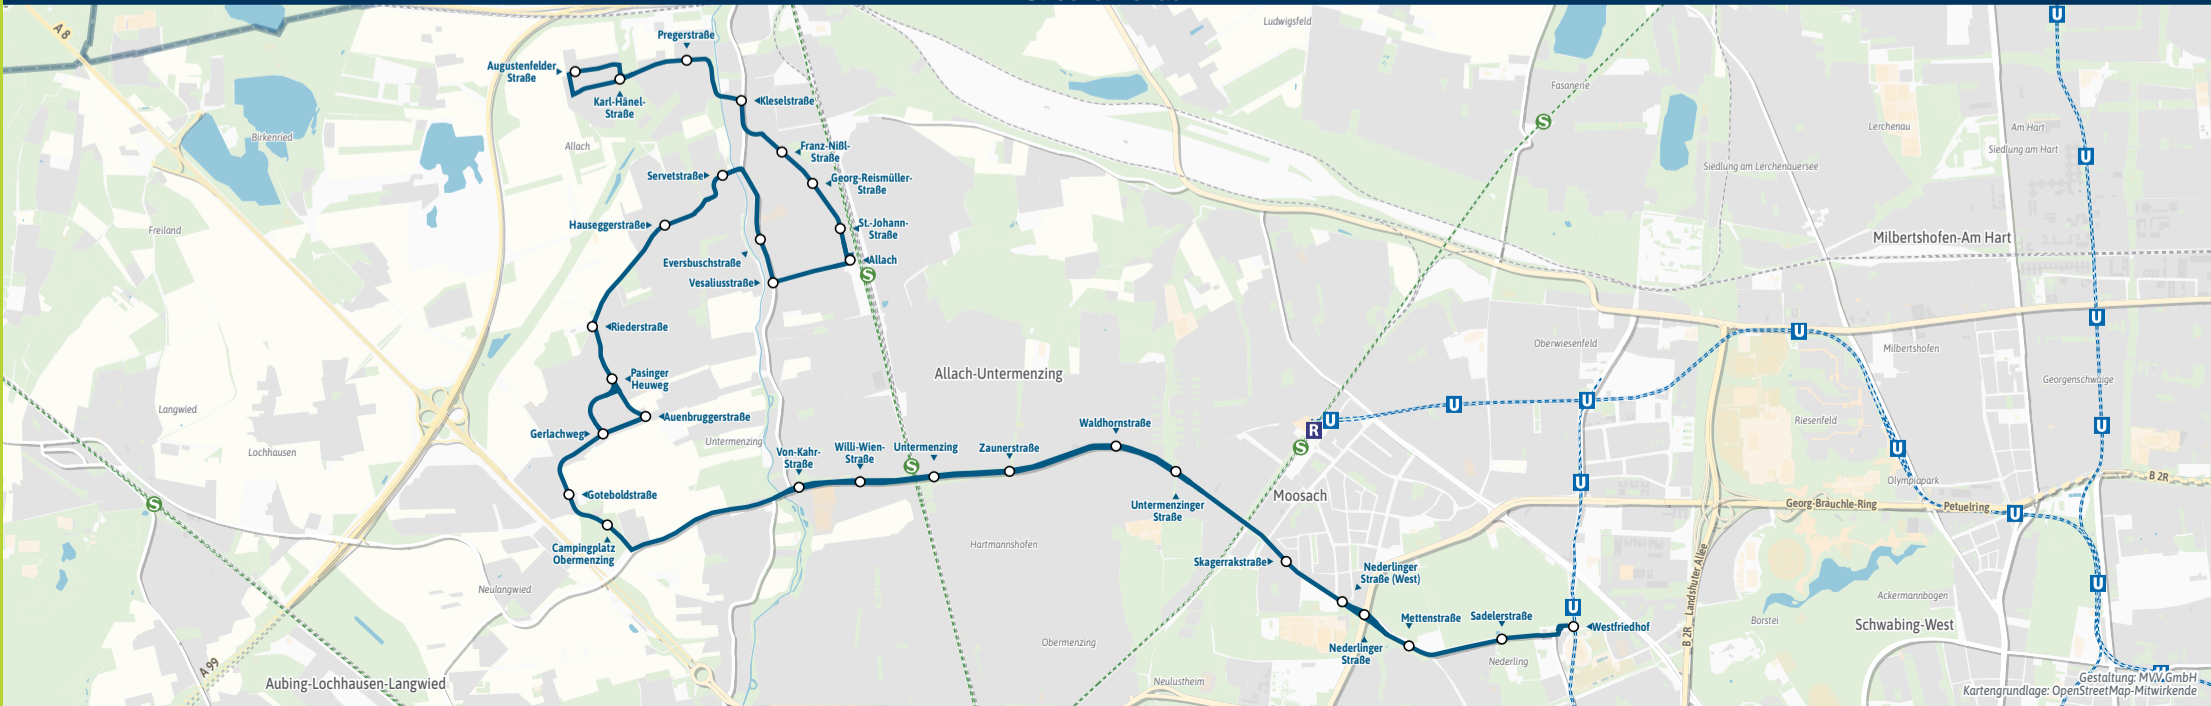 A 8
Ludwigsfeld
Pregerstraße
Augustenfelder
Straße
Karl-Hänel-
Straße
Kleselstraße
Fasanerie
Birkenried
Allach
Franz-Nißl-
Straße
Lerchenau
Am Hart
Siedlung am Hart
Siedlung am Lerchenauersee
Servetstraße
Georg-Reismüller-
Straße
Hauseggerstraße
St.-Johann-
Straße
Freiland
Milbertshofen-Am Hart
Eversbuschstraße
Allach
S
Vesaliusstraße
Riederstraße
Oberwiesenfeld
Milbertshofen
Allach-Untermenzing
Pasinger
Heuweg
Georgenschwaige
Langwied
Auenbruggerstraße
Riesenfeld
Gerlachweg
Untermenzing
Waldhornstraße
R
U
S
Lochhausen
Von-Kahr-
Straße
Willi-Wien-
Straße
Untermenzing
Zaunerstraße
Goteboldstraße
Moosach
Untermenzinger
Straße
Olympiapark
B 2R
Georg-Brauchle-Ring
Petuelring
Campingplatz
Obermenzing
Hartmannshofen
Skagerrakstraße
Nederlinger
Straße (West)
B 2R
Landshuter Allee
Neulangwied
Ackermannbogen
Mettenstraße
Sadelerstraße
Westfriedhof
Borstei
Schwabing-West
Obermenzing
Nederlinger
Straße
Nederling
A 99
Aubing-Lochhausen-Langwied
Neulustheim
Gestaltung: MVV GmbH
Kartengrundlage: OpenStreetMap-Mitwirkende